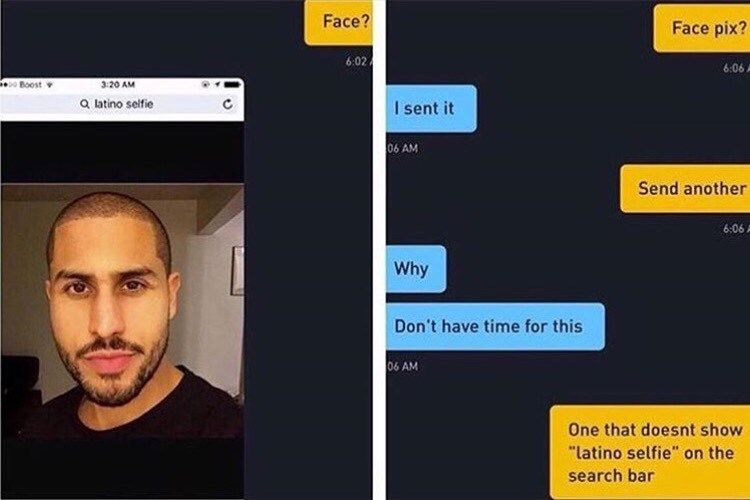 Face?
6:02
Boost 3:20 AM
latino selfie
Face pix?
6:06
I sent it
06 AM
Send another
6:06
Why
Don't have time for this
06 AM
One that doesnt show
"latino selfie" on the
search bar